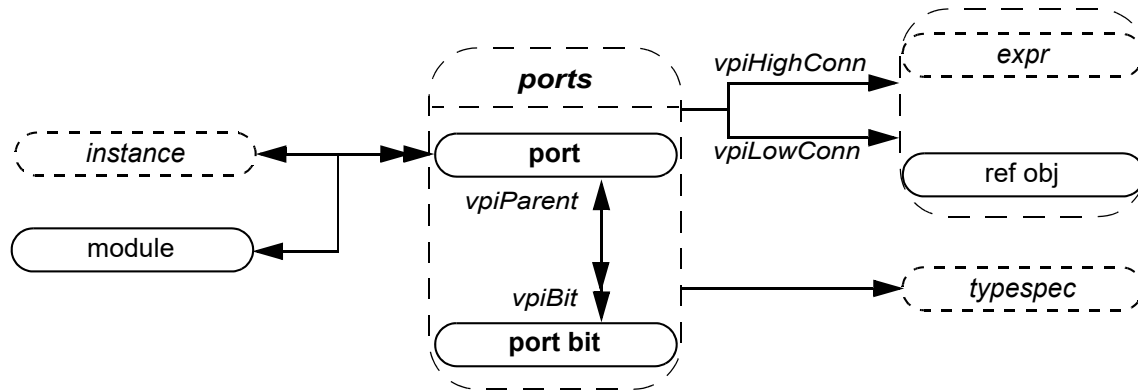 expr
vpiHighConn
ports
instance
port
vpiLowConn
ref obj
vpiParent
module
vpiBit
typespec
port bit